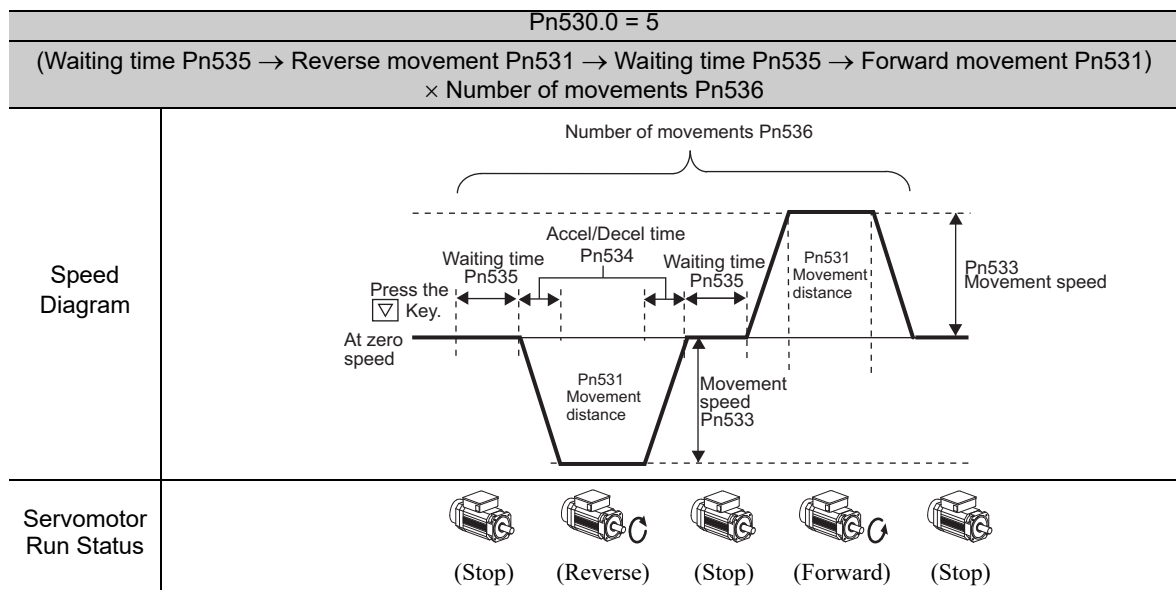 Pn530.0 = 5
(Waiting time Pn535 → Reverse movement Pn531 → Waiting time Pn535 → Forward movement Pn531)
× Number of movements Pn536
Speed
Diagram
Number of movements Pn536
Accel/Decel time
Pn534
Waiting time
Pn535
Waiting time
Pn535
Press the
▽ Key.
At zero
speed
Pn531
Movement
distance
Movement
speed
Pn533
Pn531
Movement
distance
Pn533
Movement speed
Servomotor
Run Status
(Stop) (Reverse) (Stop) (Forward) (Stop)